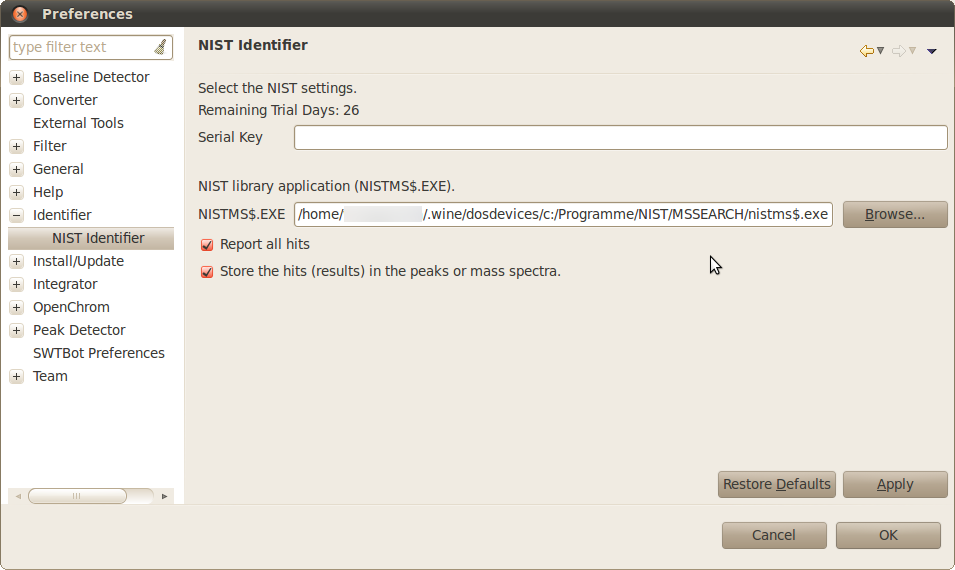 Preferences
type filter text
Baseline Detector
Converter
External Tools
Filter
General
Help
Identifier
NIST Identifier
Install/Update
Integrator
OpenChrom
Peak Detector
SWTBot Preferences
Team
NIST Identifier
Select the NIST settings.
Remaining Trial Days: 26
Serial Key
NIST library application (NISTMS$.EXE).
NISTMS$.EXE /home/ /.wine/dosdevices/c:/Programme/NIST/MSSEARCH/nistms$.exe Browse...
Report all hits
Store the hits (results) in the peaks or mass spectra.
Restore Defaults Apply
Cancel OK